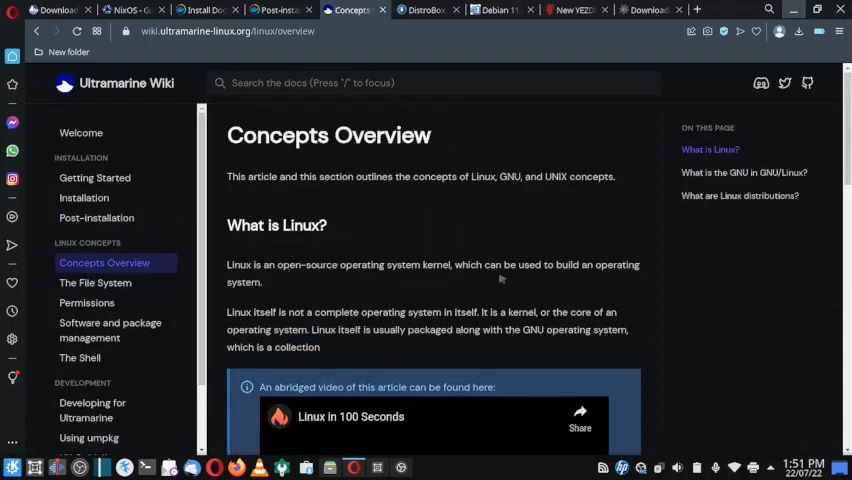 Download
NixOS - G
Install Doc
Post-instal
Concepts
DistroBox
Debian 11
New YEZD
Download
wiki.ultramarine-linux.org/linux/overview
New folder
Ultramarine Wiki
Search the docs (Press "/" to focus)
Welcome
INSTALLATION
Getting Started
Installation
Post-installation
LINUX CONCEPTS
Concepts Overview
The File System
Permissions
Software and package
management
The Shell
DEVELOPMENT
Developing for
Ultramarine
Using umpkg
Concepts Overview
This article and this section outlines the concepts of Linux, GNU, and UNIX concepts.
What is Linux?
Linux is an open-source operating system kernel, which can be used to build an operating
system.
Linux itself is not a complete operating system in itself. It is a kernel, or the core of an
operating system. Linux itself is usually packaged along with the GNU operating system,
which is a collection
An abridged video of this article can be found here:
Linux in 100 Seconds
Share
ON THIS PAGE
What is Linux?
What is the GNU in GNU/Linux?
What are Linux distributions?
1:51 PM
22/07/22